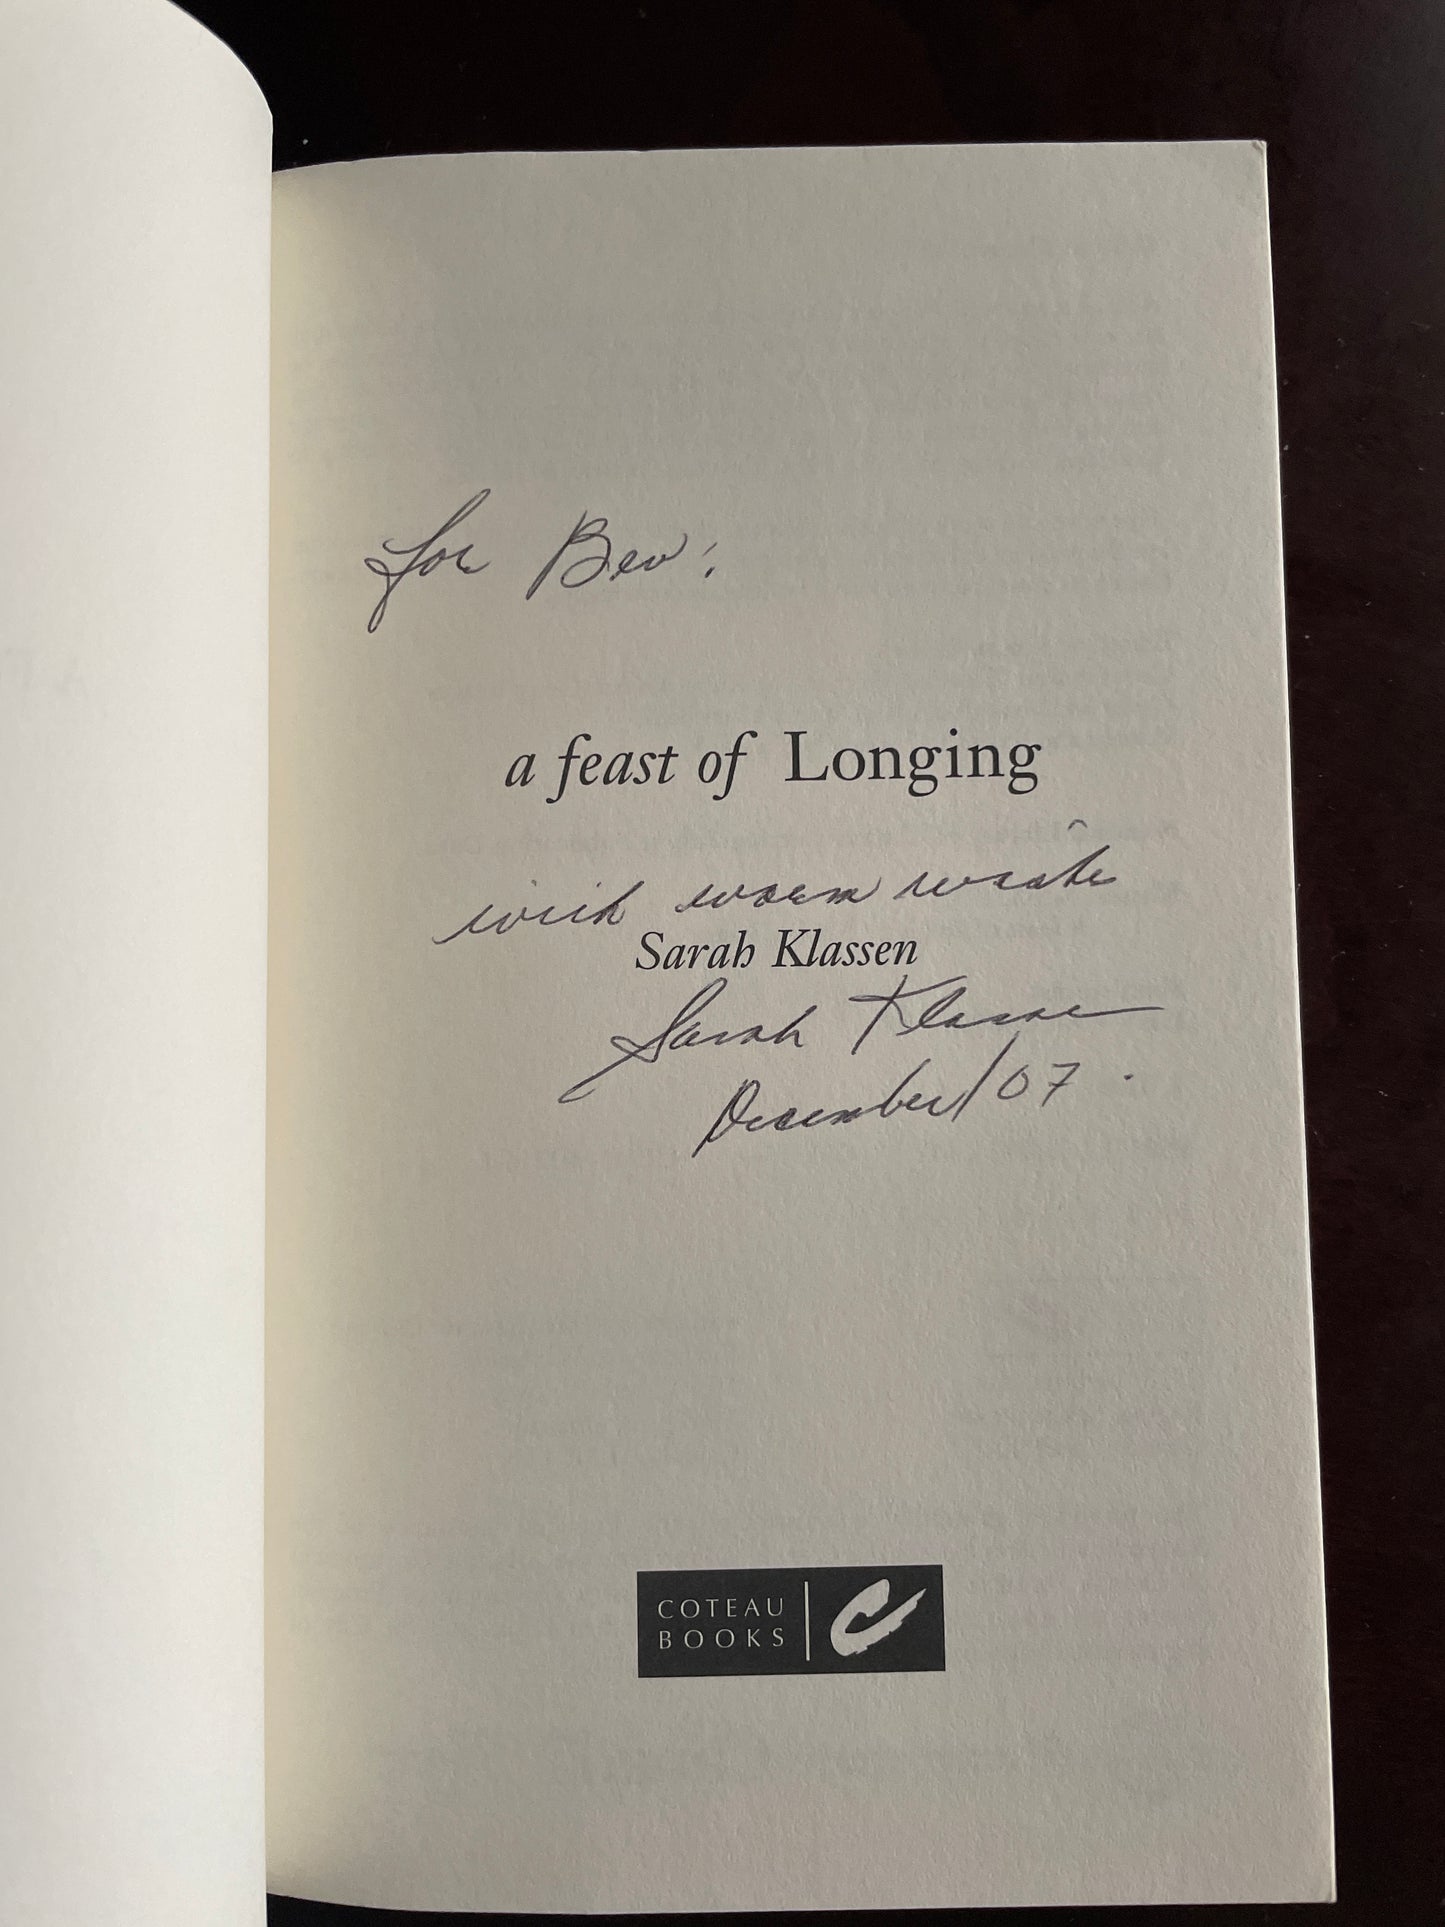 For Bev:
a feast of Longing
with warm wishes
Sarah Klassen
Sarah Klassen
December/07.
COTEAU
BOOKS